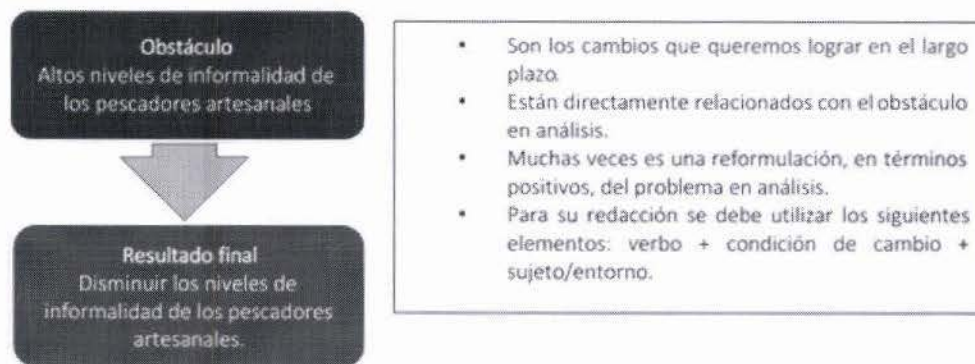 Obstáculo
Altos niveles de informalidad de
los pescadores artesanales
Resultado final
Disminuir los niveles de
informalidad de los pescadores
artesanales.
• Son los cambios que queremos lograr en el largo
plazo.
• Están directamente relacionados con el obstáculo
en análisis.
• Muchas veces es una reformulación, en términos
positivos, del problema en análisis.
• Para su redacción se debe utilizar los siguientes
elementos: verbo + condición de cambio +
sujeto/entorno.